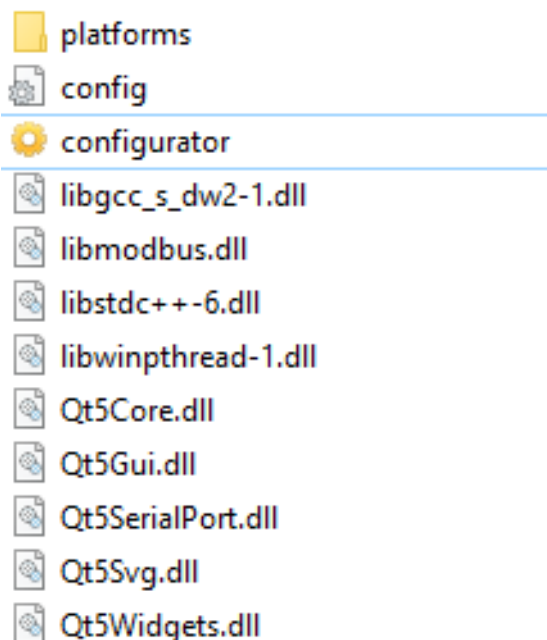 platforms
config
configurator
libgcc_s_dw2-1.dll
libmodbus.dll
libstdc++-6.dll
libwinpthread-1.dll
Qt5Core.dll
Qt5Gui.dll
Qt5SerialPort.dll
Qt5Svg.dll
Qt5Widgets.dll